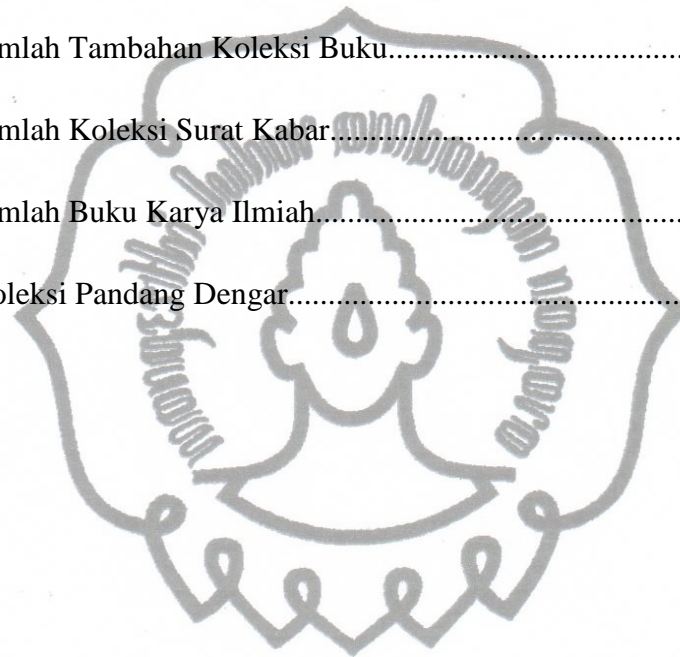 mlah Tambahan Koleksi Buku....................................
mlah Koleksi Surat Kabar...........................................
mlah Buku Karya Ilmiah.............................................
oleksi Pandang Dengar................................................